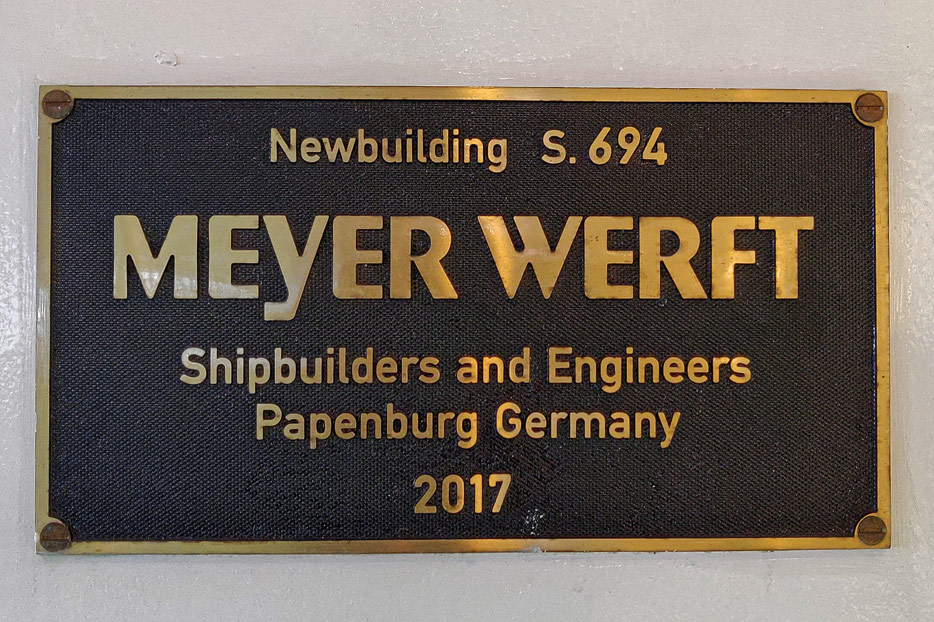 Newbuilding S. 694
MEYER WERFT
Shipbuilders and Engineers
Papenburg Germany
2017